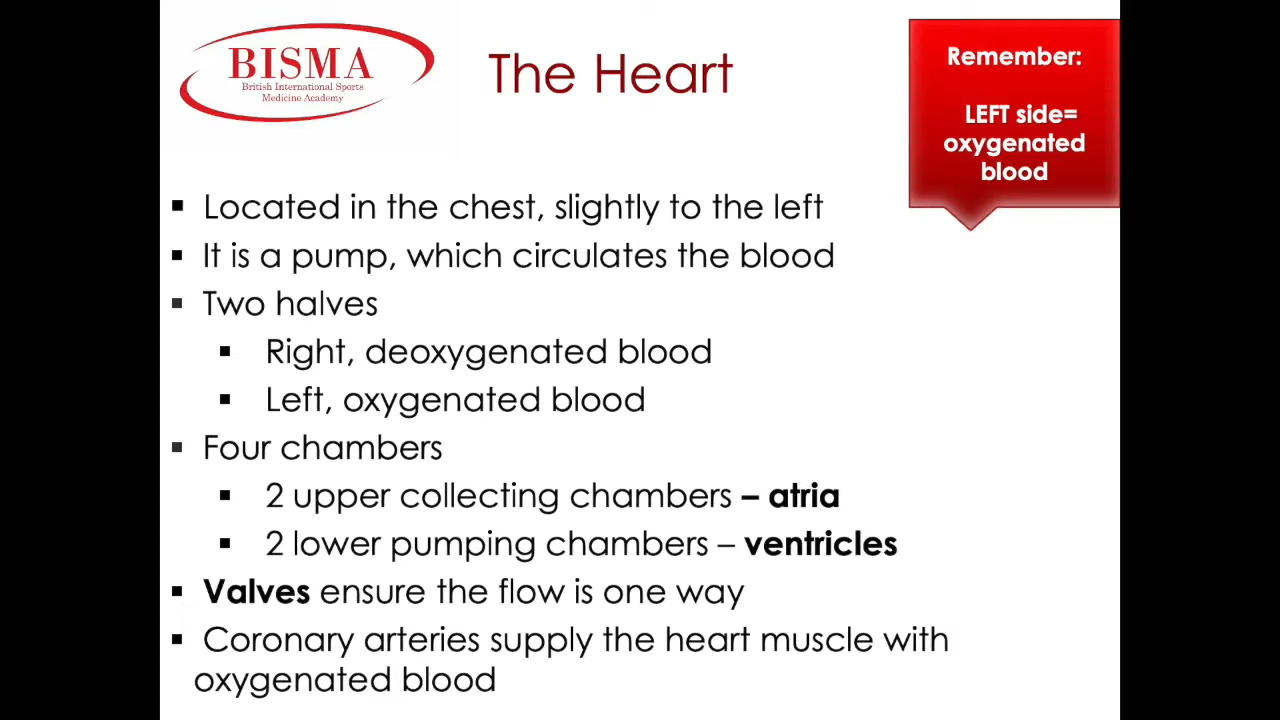 BISMA
British International Sports
Medicine Academy
The Heart
Remember:
LEFT side=
oxygenated
blood
▪ Located in the chest, slightly to the left
▪ It is a pump, which circulates the blood
▪ Two halves
▪ Right, deoxygenated blood
▪ Left, oxygenated blood
▪ Four chambers
▪ 2 upper collecting chambers – atria
▪ 2 lower pumping chambers – ventricles
▪ Valves ensure the flow is one way
▪ Coronary arteries supply the heart muscle with
oxygenated blood